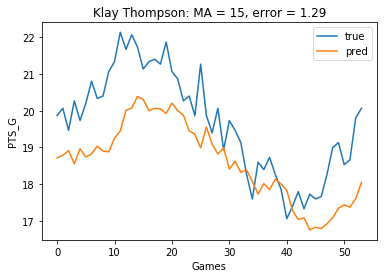 Klay Thompson: MA = 15, error = 1.29
true
pred
PTS_G
22
21
20
19
18
17
0
10
20
30
40
50
Games